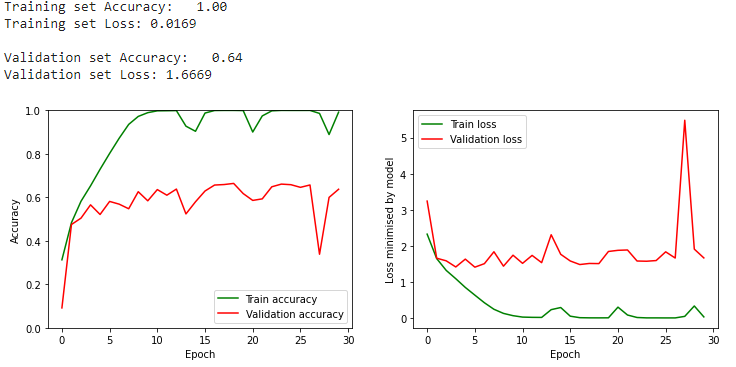 Training set Accuracy:   1.00
Training set Loss: 0.0169
Validation set Accuracy:   0.64
Validation set Loss: 1.6669
1.0
0.8
0.6
0.4
0.2
0.0
Accuracy
Train accuracy
Validation accuracy
0 5 10 15 20 25 30
Epoch
5
4
3
2
1
0
Loss minimised by model
Train loss
Validation loss
0 5 10 15 20 25 30
Epoch